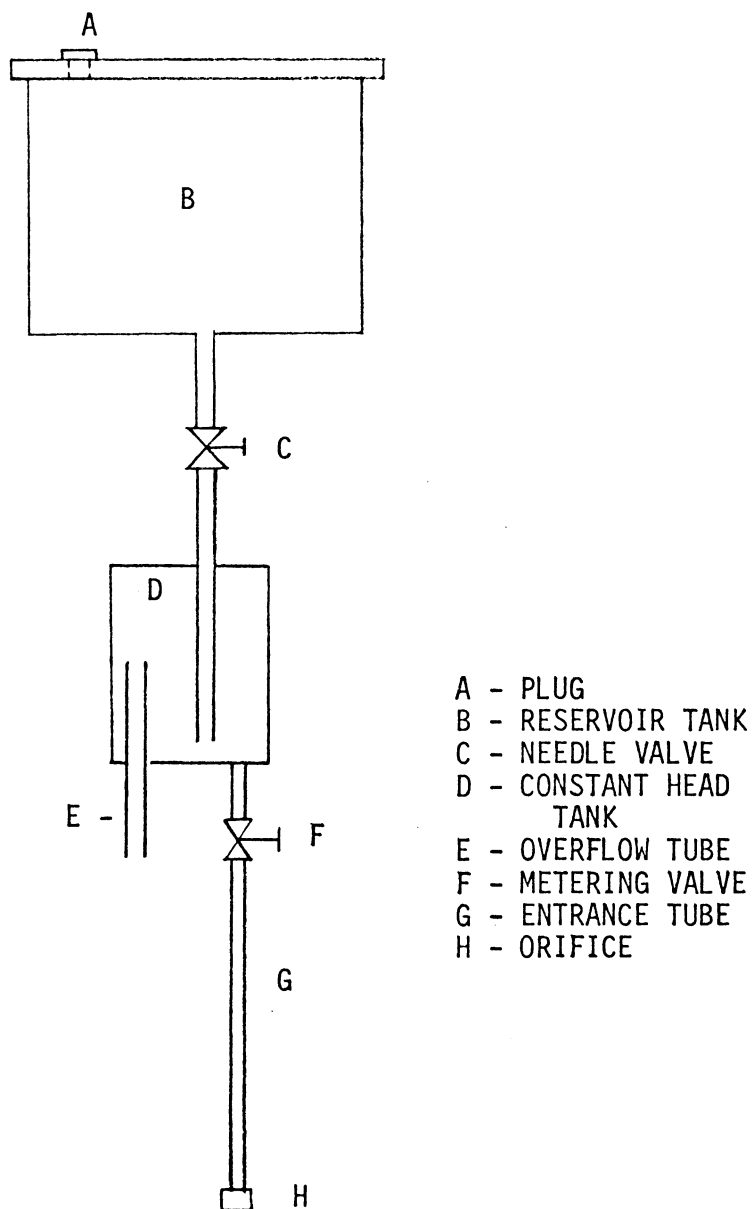 A
B
C
D
E -
F
G
H
A - PLUG
B - RESERVOIR TANK
C - NEEDLE VALVE
D - CONSTANT HEAD
TANK
E - OVERFLOW TUBE
F - METERING VALVE
G - ENTRANCE TUBE
H - ORIFICE